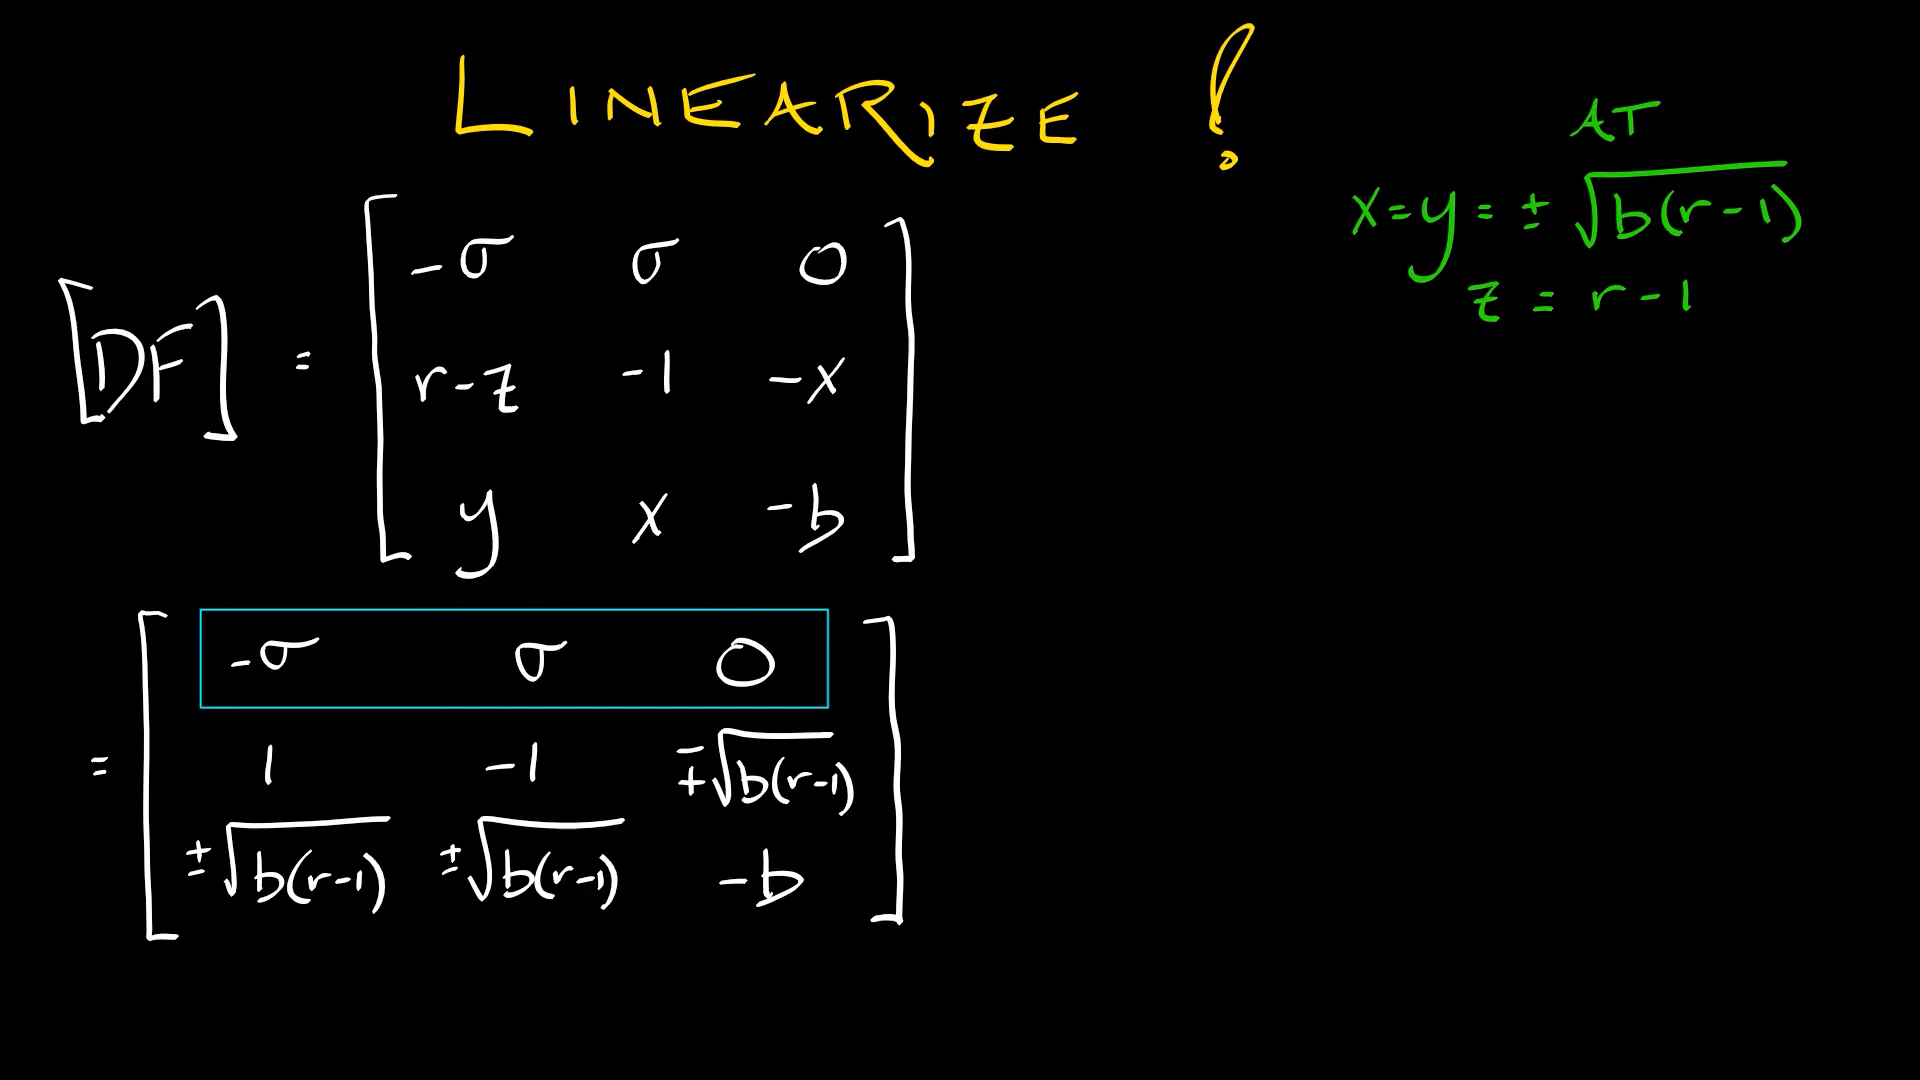 LINEARIZE !
AT
x = y = ± √b(r-1)
z = r - 1
[DF] = [ -σ σ 0
r-z -1 -x
y x -b ]
= [ -σ σ 0
1 -1 ∓√b(r-1)
±√b(r-1) ±√b(r-1) -b ]